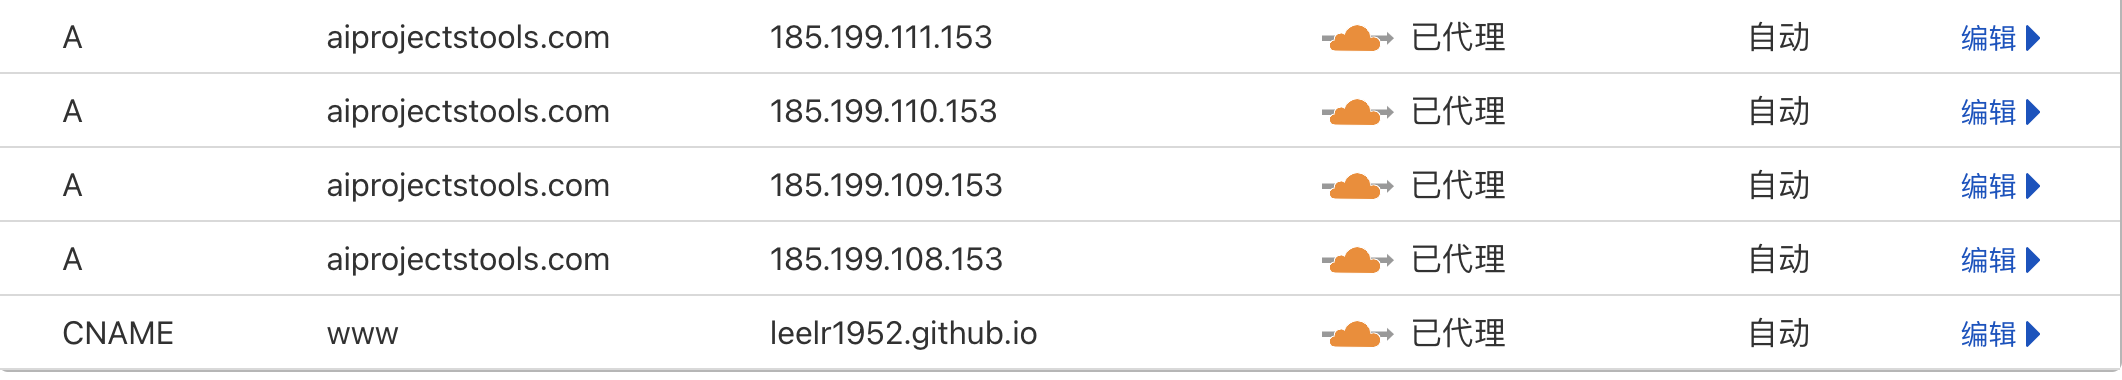 A aiprojectstools.com 185.199.111.153 已代理 自动 编辑
A aiprojectstools.com 185.199.110.153 已代理 自动 编辑
A aiprojectstools.com 185.199.109.153 已代理 自动 编辑
A aiprojectstools.com 185.199.108.153 已代理 自动 编辑
CNAME www leelr1952.github.io 已代理 自动 编辑